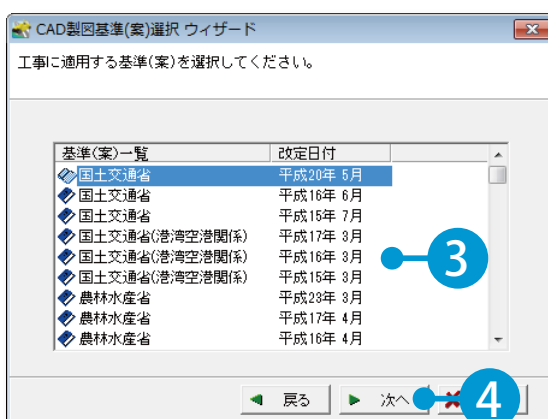 CAD製図基準(案)選択 ウィザード
工事に適用する基準(案)を選択してください。
基準(案)一覧 改定日付
国土交通省 平成20年 5月
国土交通省 平成16年 6月
国土交通省 平成15年 7月
国土交通省(港湾空港関係) 平成17年 3月
国土交通省(港湾空港関係) 平成16年 3月
国土交通省(港湾空港関係) 平成15年 3月
農林水産省 平成23年 3月
農林水産省 平成17年 4月
農林水産省 平成16年 4月
3
戻る 次へ 4